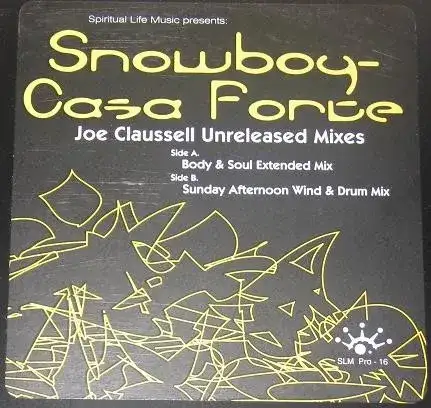 Spiritual Life Music presents:
Snowboy-
Casa Forte
Joe Claussell Unreleased Mixes
Side A.
Body & Soul Extended Mix
Side B.
Sunday Afternoon Wind & Drum Mix
SLM Pro - 16